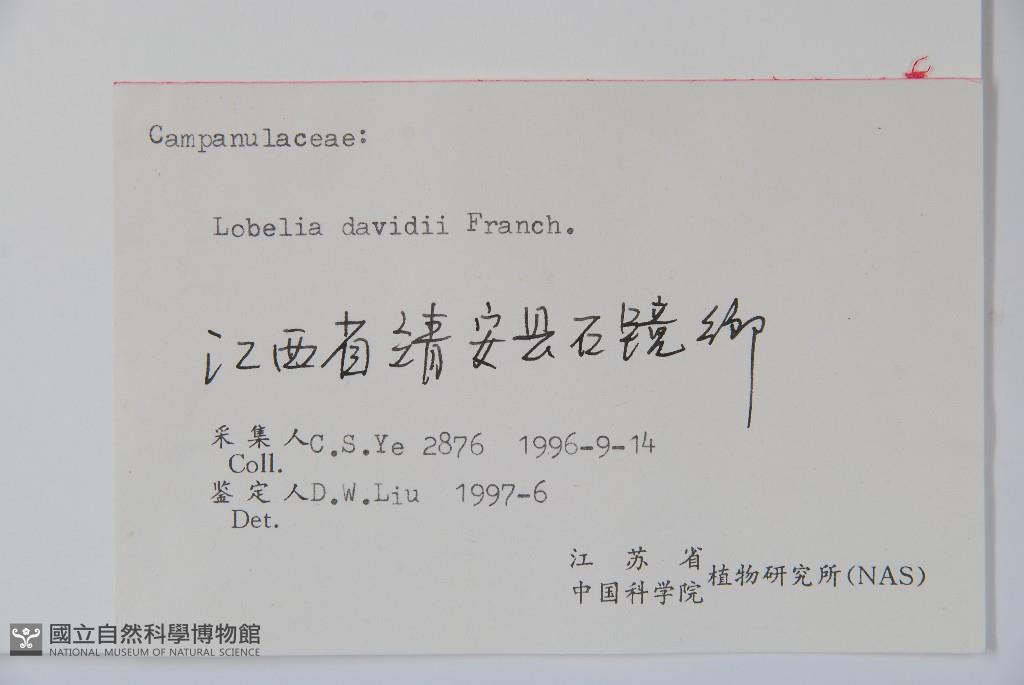 Campanulaceae:
Lobelia davidii Franch.
江西省靖安县石镜乡
采集人C.S.Ye 2876 1996-9-14
Coll.
鉴定人D.W.Liu 1997-6
Det.
江苏省
中国科学院植物研究所(NAS)
國立自然科學博物館
NATIONAL MUSEUM OF NATURAL SCIENCE